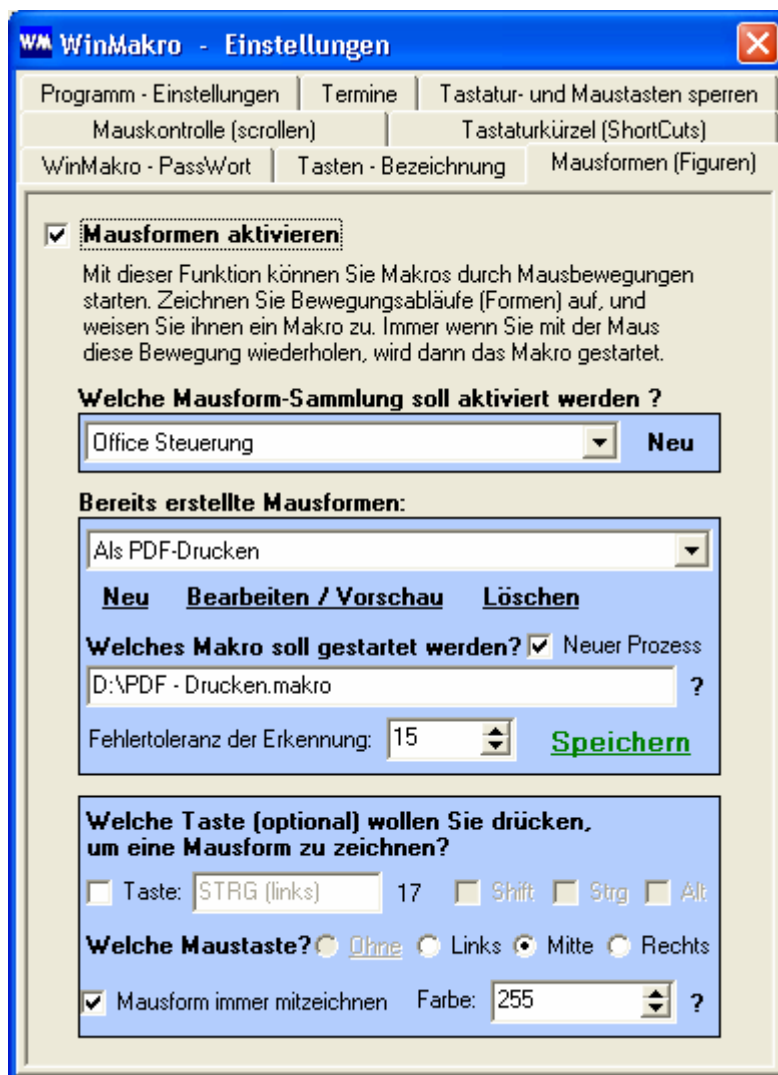 WM WinMakro - Einstellungen
Programm - Einstellungen Termine Tastatur- und Maustasten sperren
Mauskontrolle (scrollen) Tastaturkürzel (ShortCuts)
WinMakro - PassWort Tasten - Bezeichnung Mausformen (Figuren)
Mausformen aktivieren
Mit dieser Funktion können Sie Makros durch Mausbewegungen
starten. Zeichnen Sie Bewegungsabläufe (Formen) auf, und
weisen Sie ihnen ein Makro zu. Immer wenn Sie mit der Maus
diese Bewegung wiederholen, wird dann das Makro gestartet.
Welche Mausform-Sammlung soll aktiviert werden ?
Office Steuerung Neu
Bereits erstellte Mausformen:
Als PDF-Drucken
Neu Bearbeiten / Vorschau Löschen
Welches Makro soll gestartet werden? Neuer Prozess
D:\PDF - Drucken.makro ?
Fehlertoleranz der Erkennung: 15 Speichern
Welche Taste (optional) wollen Sie drücken,
um eine Mausform zu zeichnen?
Taste: STRG (links) 17 Shift Strg Alt
Welche Maustaste? Ohne Links Mitte Rechts
Mausform immer mitzeichnen Farbe: 255 ?